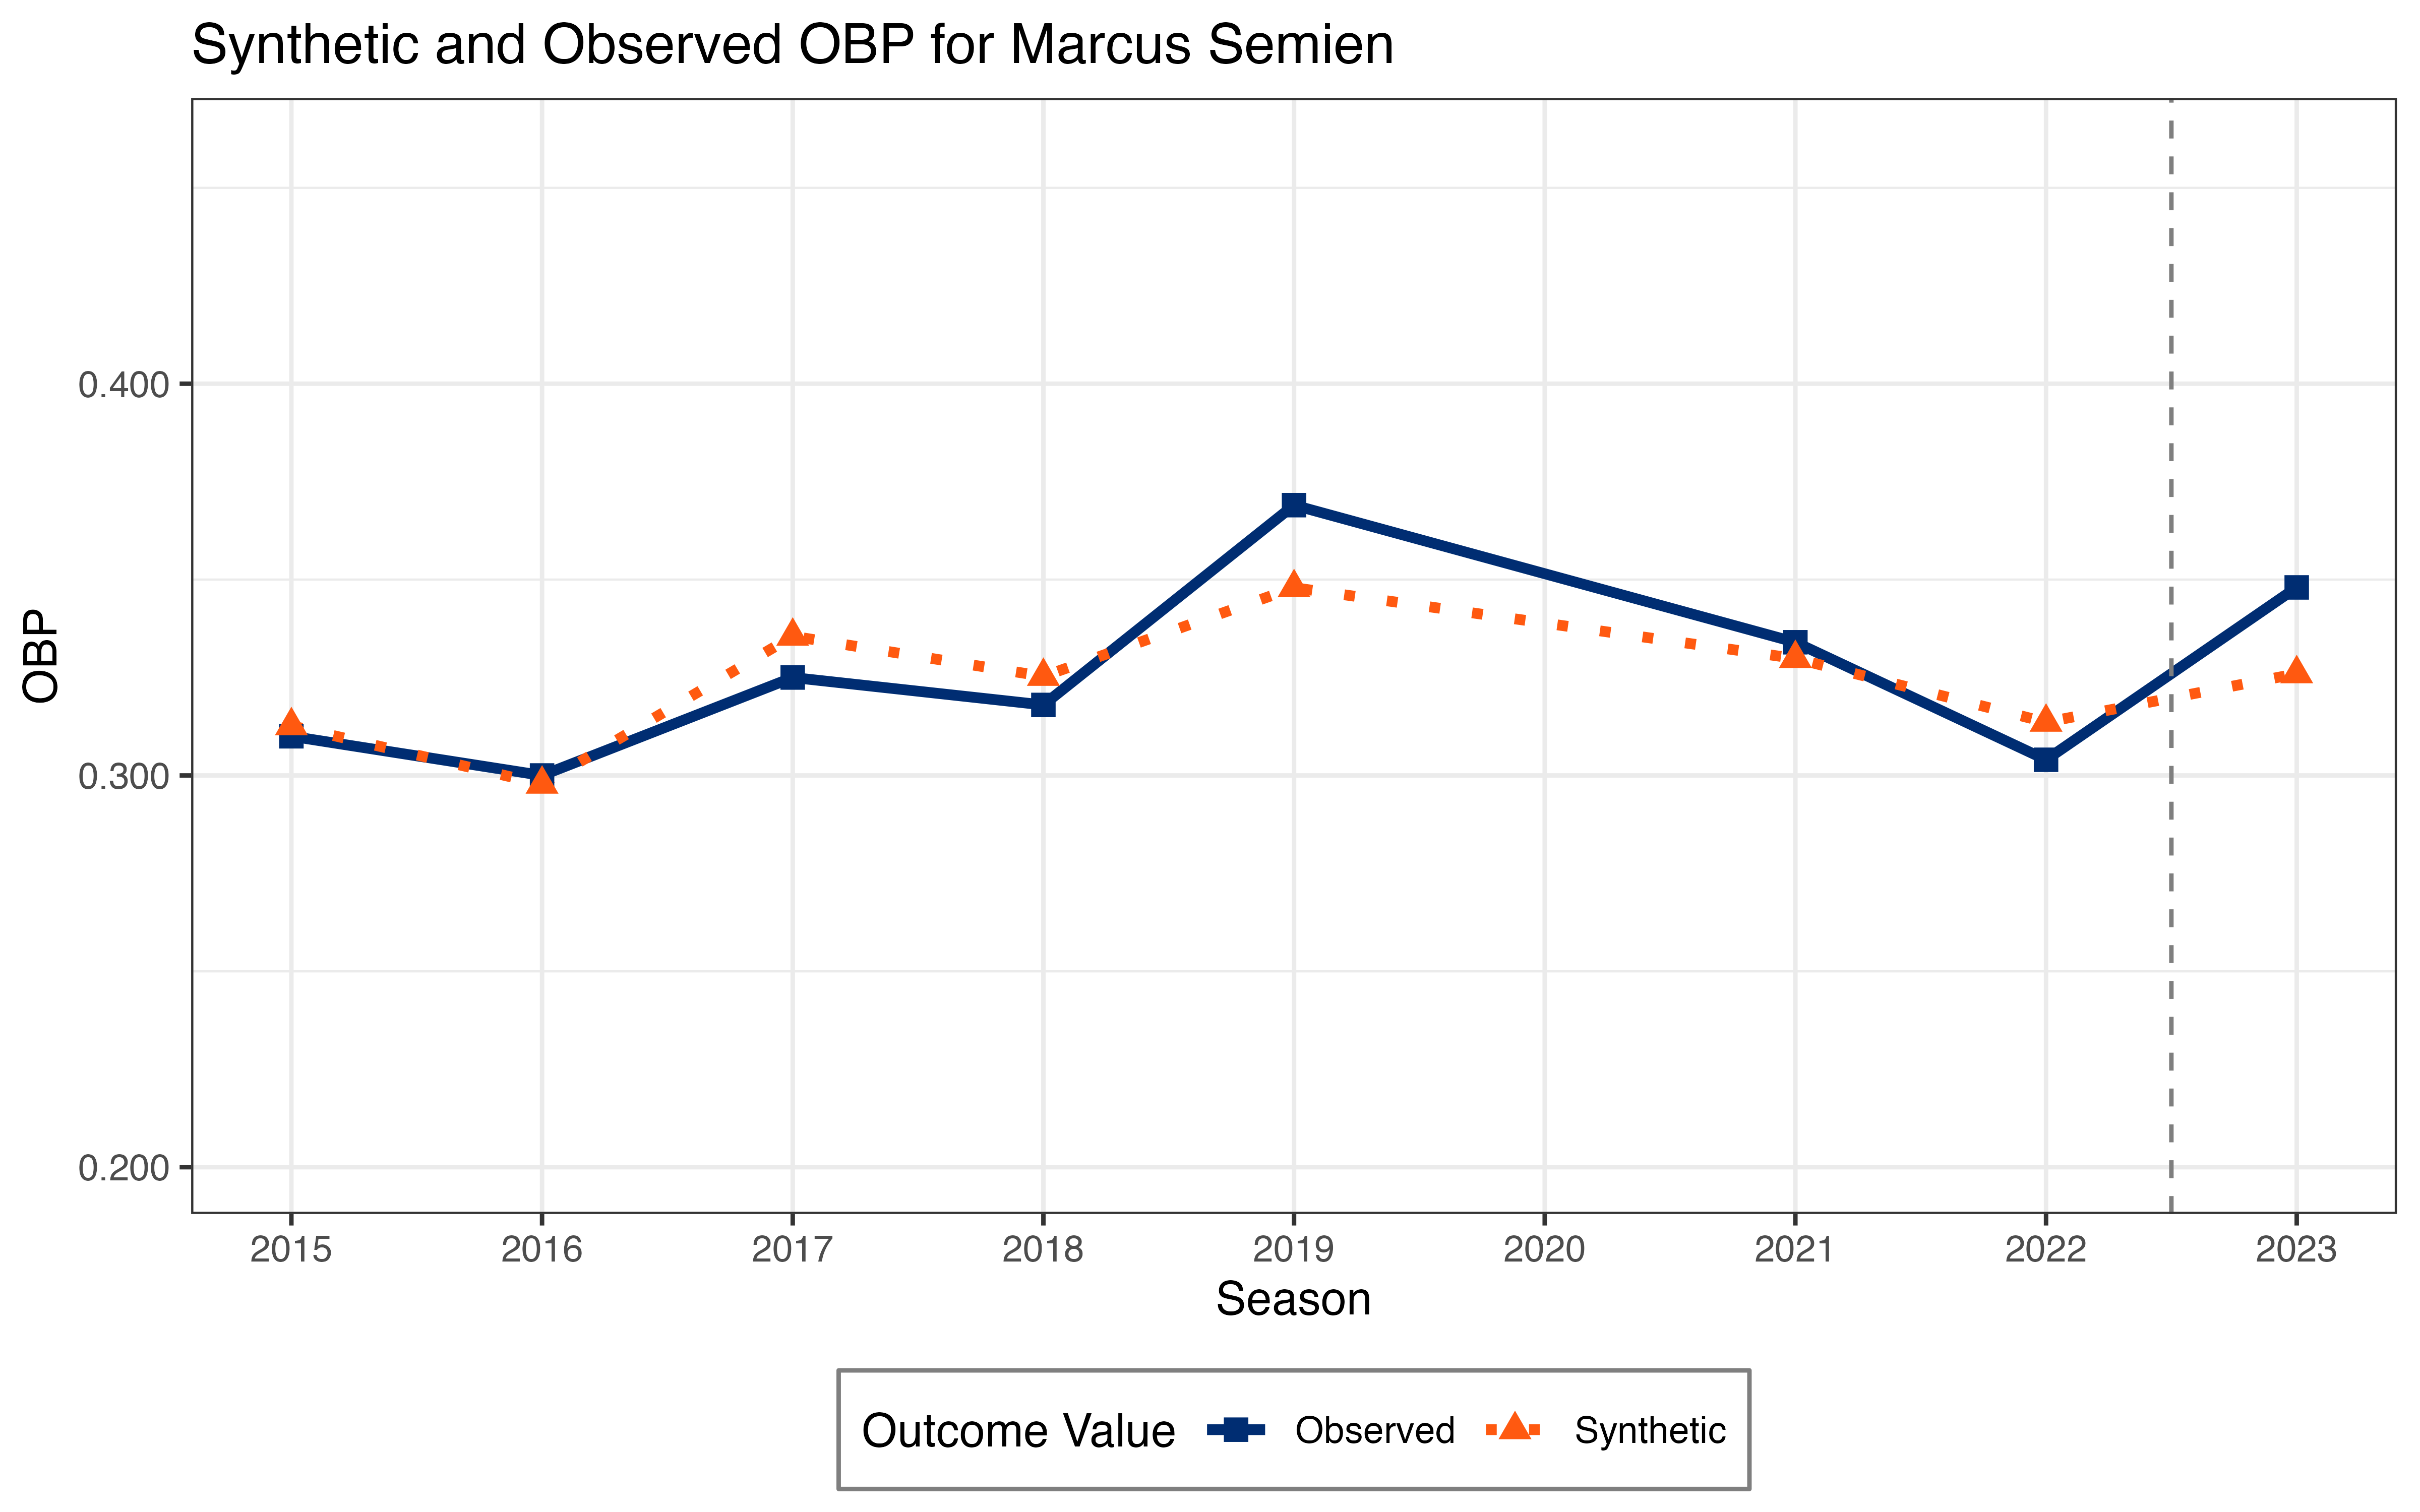 Synthetic and Observed OBP for Marcus Semien
OBP
0.400
0.300
0.200
2015 2016 2017 2018 2019 2020 2021 2022 2023
Season
Outcome Value Observed Synthetic